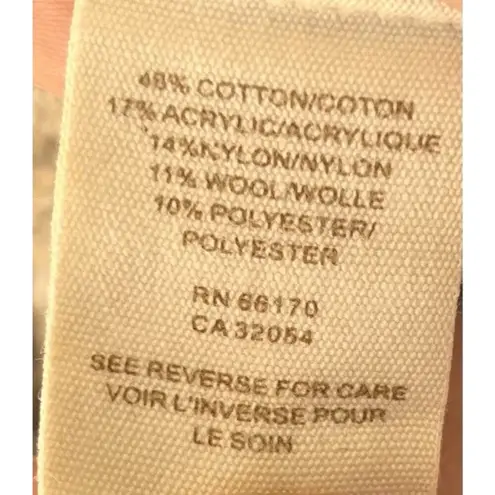 48% COTTON/COTON
17% ACRYLIC/ACRYLIQUE
14% NYLON/NYLON
11% WOOL/WOLLE
10% POLYESTER/
POLYESTER
RN 66170
CA 32054
SEE REVERSE FOR CARE
VOIR L'INVERSE POUR
LE SOIN